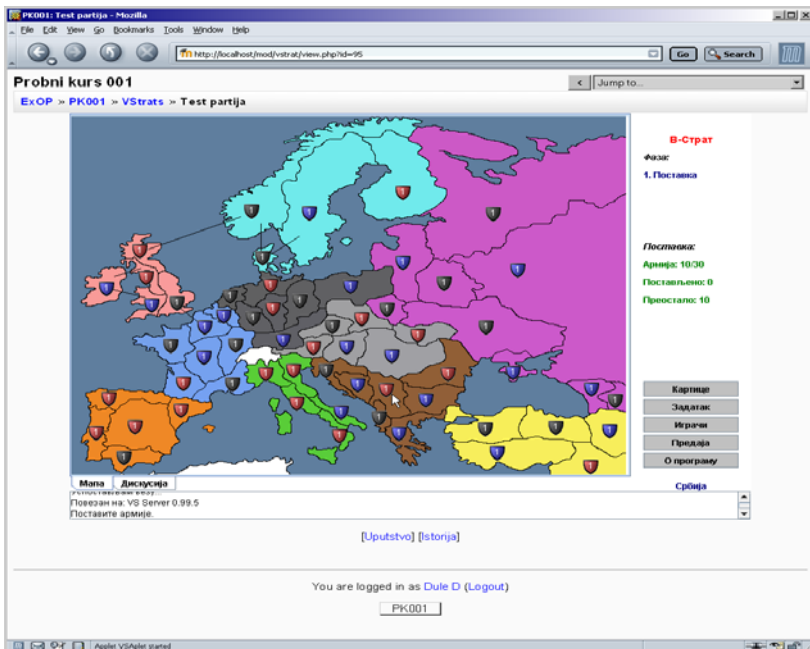 PK001: Test partija - Mozilla
File Edit View Go Bookmarks Tools Window Help
http://localhost/mod/vstrat/view.php?id=95
Go Search
Probni kurs 001
< Jump to...
ExOP » PK001 » VStrats » Test partija
В-Страт
Фаза:
1. Поставка
Поставка:
Армија: 10/30
Постављено: 0
Преостало: 10
Картице
Задатак
Играчи
Предаја
О програму
Србија
Мапа Дискусија
Успостављам везу...
Повезан на: VS Server 0.99.5
Поставите армије.
[Uputstvo] [Istorija]
You are logged in as Dule D (Logout)
PK001
Applet VSAplet started